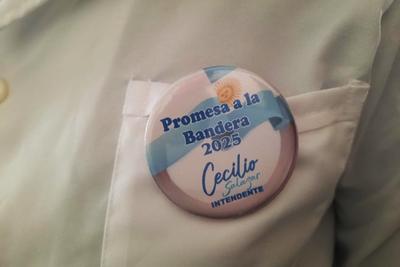 Promesa a la
Bandera
2025
Cecilio
Salazar
INTENDENTE